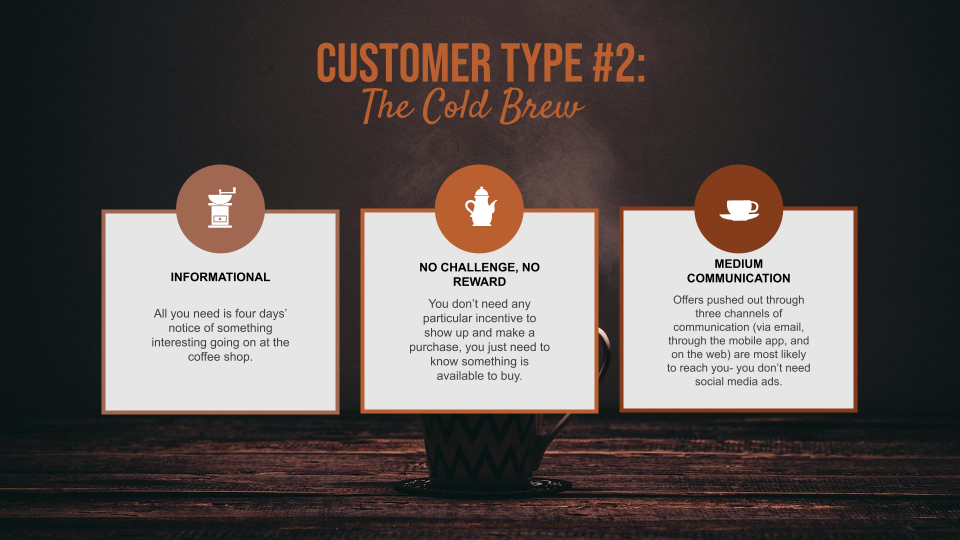 CUSTOMER TYPE #2:
The Cold Brew
INFORMATIONAL
All you need is four days’
notice of something
interesting going on at the
coffee shop.
NO CHALLENGE, NO
REWARD
You don’t need any
particular incentive to
show up and make a
purchase, you just need to
know something is
available to buy.
MEDIUM
COMMUNICATION
Offers pushed out through
three channels of
communication (via email,
through the mobile app, and
on the web) are most likely
to reach you- you don’t need
social media ads.